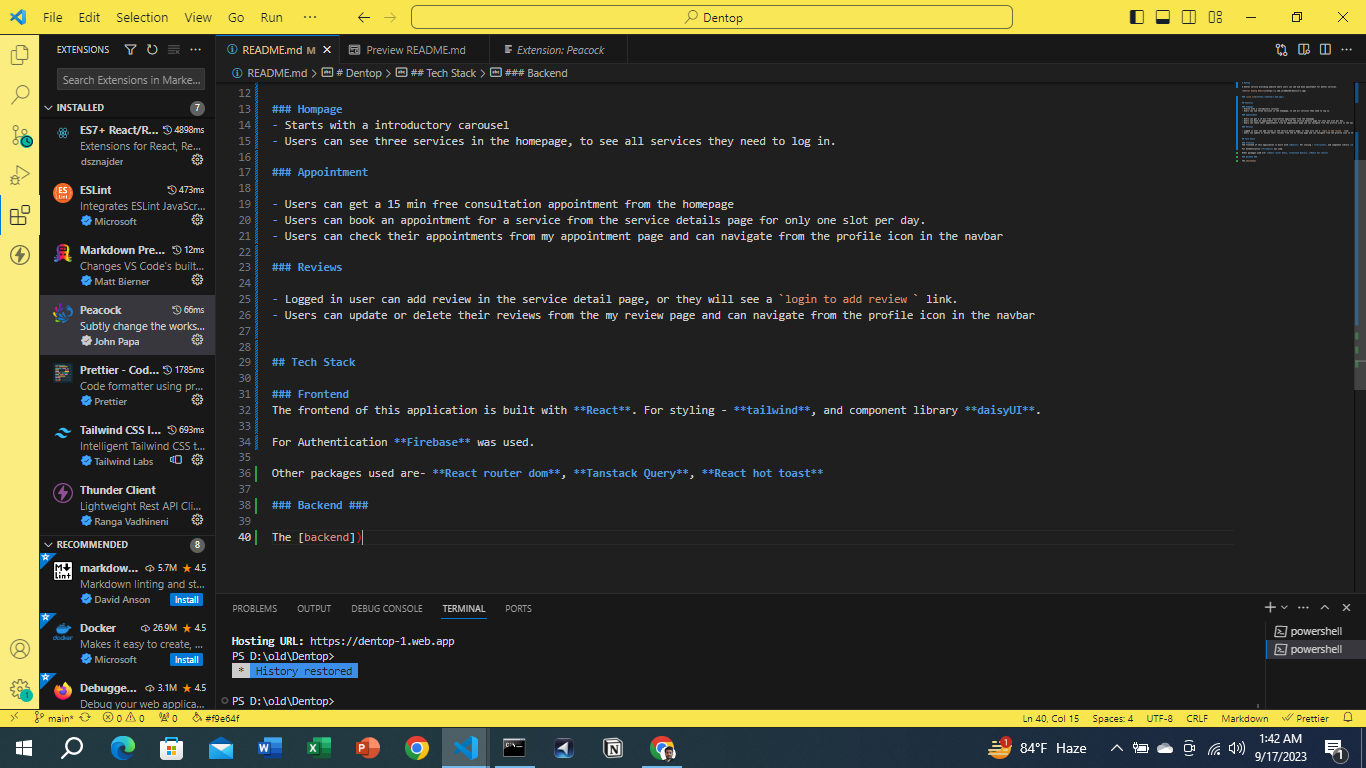 File Edit Selection View Go Run ··· Dentop
EXTENSIONS
Search Extensions in Marke...
INSTALLED 7
ES7+ React/R... 4898ms
Extensions for React, Re...
dsznajder
ESLint 473ms
Integrates ESLint JavaScr...
Microsoft
Markdown Pre... 12ms
Changes VS Code's built...
Matt Bierner
Peacock 66ms
Subtly change the works...
John Papa
Prettier - Cod... 1785ms
Code formatter using pr...
Prettier
Tailwind CSS I... 693ms
Intelligent Tailwind CSS t...
Tailwind Labs
Thunder Client
Lightweight Rest API Cli...
Ranga Vadhineni
RECOMMENDED 8
markdow... 5.7M 4.5
Markdown linting and st...
David Anson Install
Docker 26.9M 4.5
Makes it easy to create, ...
Microsoft Install
Debugge... 3.1M 4.5
Debug your web applica...
README.md M Preview README.md Extension: Peacock
README.md > # Dentop > ## Tech Stack > ### Backend
12
13 ### Hompage
14 - Starts with a introductory carousel
15 - Users can see three services in the homepage, to see all services they need to log in.
16
17 ### Appointment
18
19 - Users can get a 15 min free consultation appointment from the homepage
20 - Users can book an appointment for a service from the service details page for only one slot per day.
21 - Users can check their appointments from my appointment page and can navigate from the profile icon in the navbar
22
23 ### Reviews
24
25 - Logged in user can add review in the service detail page, or they will see a `login to add review ` link.
26 - Users can update or delete their reviews from the my review page and can navigate from the profile icon in the navbar
27
28
29 ## Tech Stack
30
31 ### Frontend
32 The frontend of this application is built with **React**. For styling - **tailwind**, and component library **daisyUI**.
33
34 For Authentication **Firebase** was used.
35
36 Other packages used are- **React router dom**, **Tanstack Query**, **React hot toast**
37
38 ### Backend ###
39
40 The [backend])
PROBLEMS OUTPUT DEBUG CONSOLE TERMINAL PORTS
Hosting URL: https://dentop-1.web.app
PS D:\old\Dentop>
* History restored
PS D:\old\Dentop>
powershell
powershell
main* 0 0 0 #f9e64f Ln 40, Col 15 Spaces: 4 UTF-8 CRLF Markdown Prettier
84°F Haze 1:42 AM
9/17/2023
1